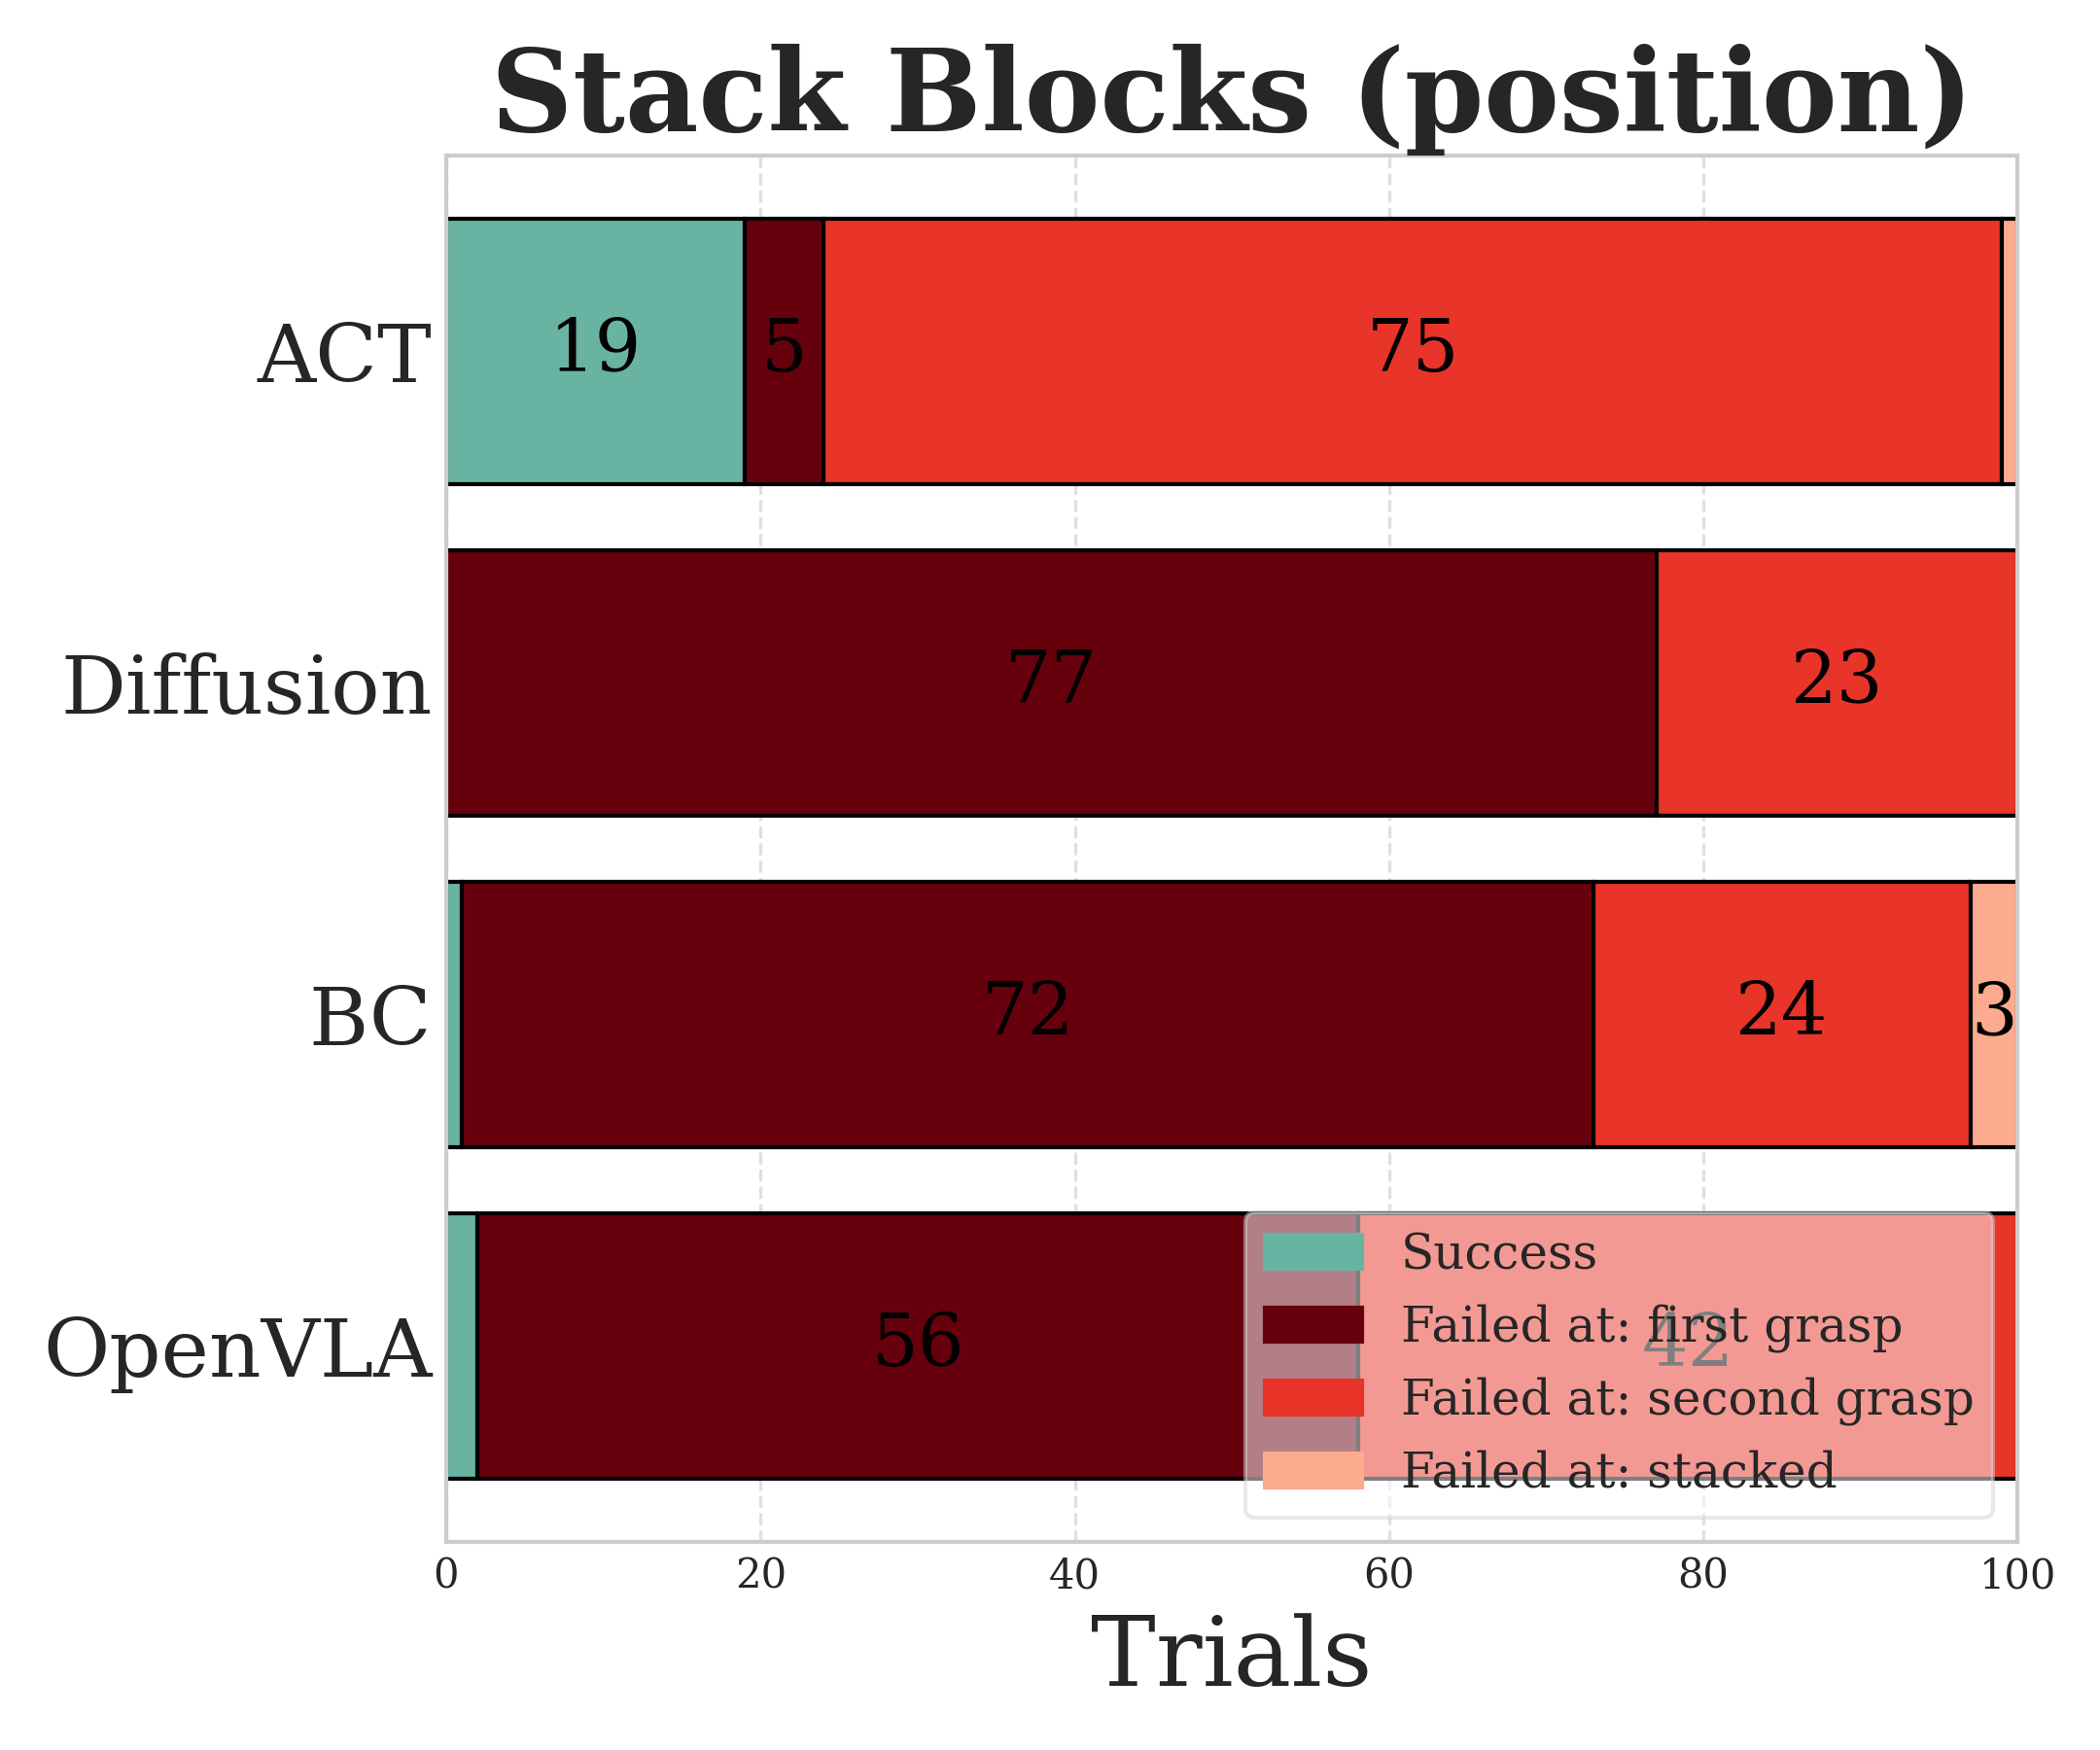 Stack Blocks (position)
ACT
19
5
75
Diffusion
77
23
BC
72
24
3
OpenVLA
56
42
Success
Failed at: first grasp
Failed at: second grasp
Failed at: stacked
0 20 40 60 80 100
Trials